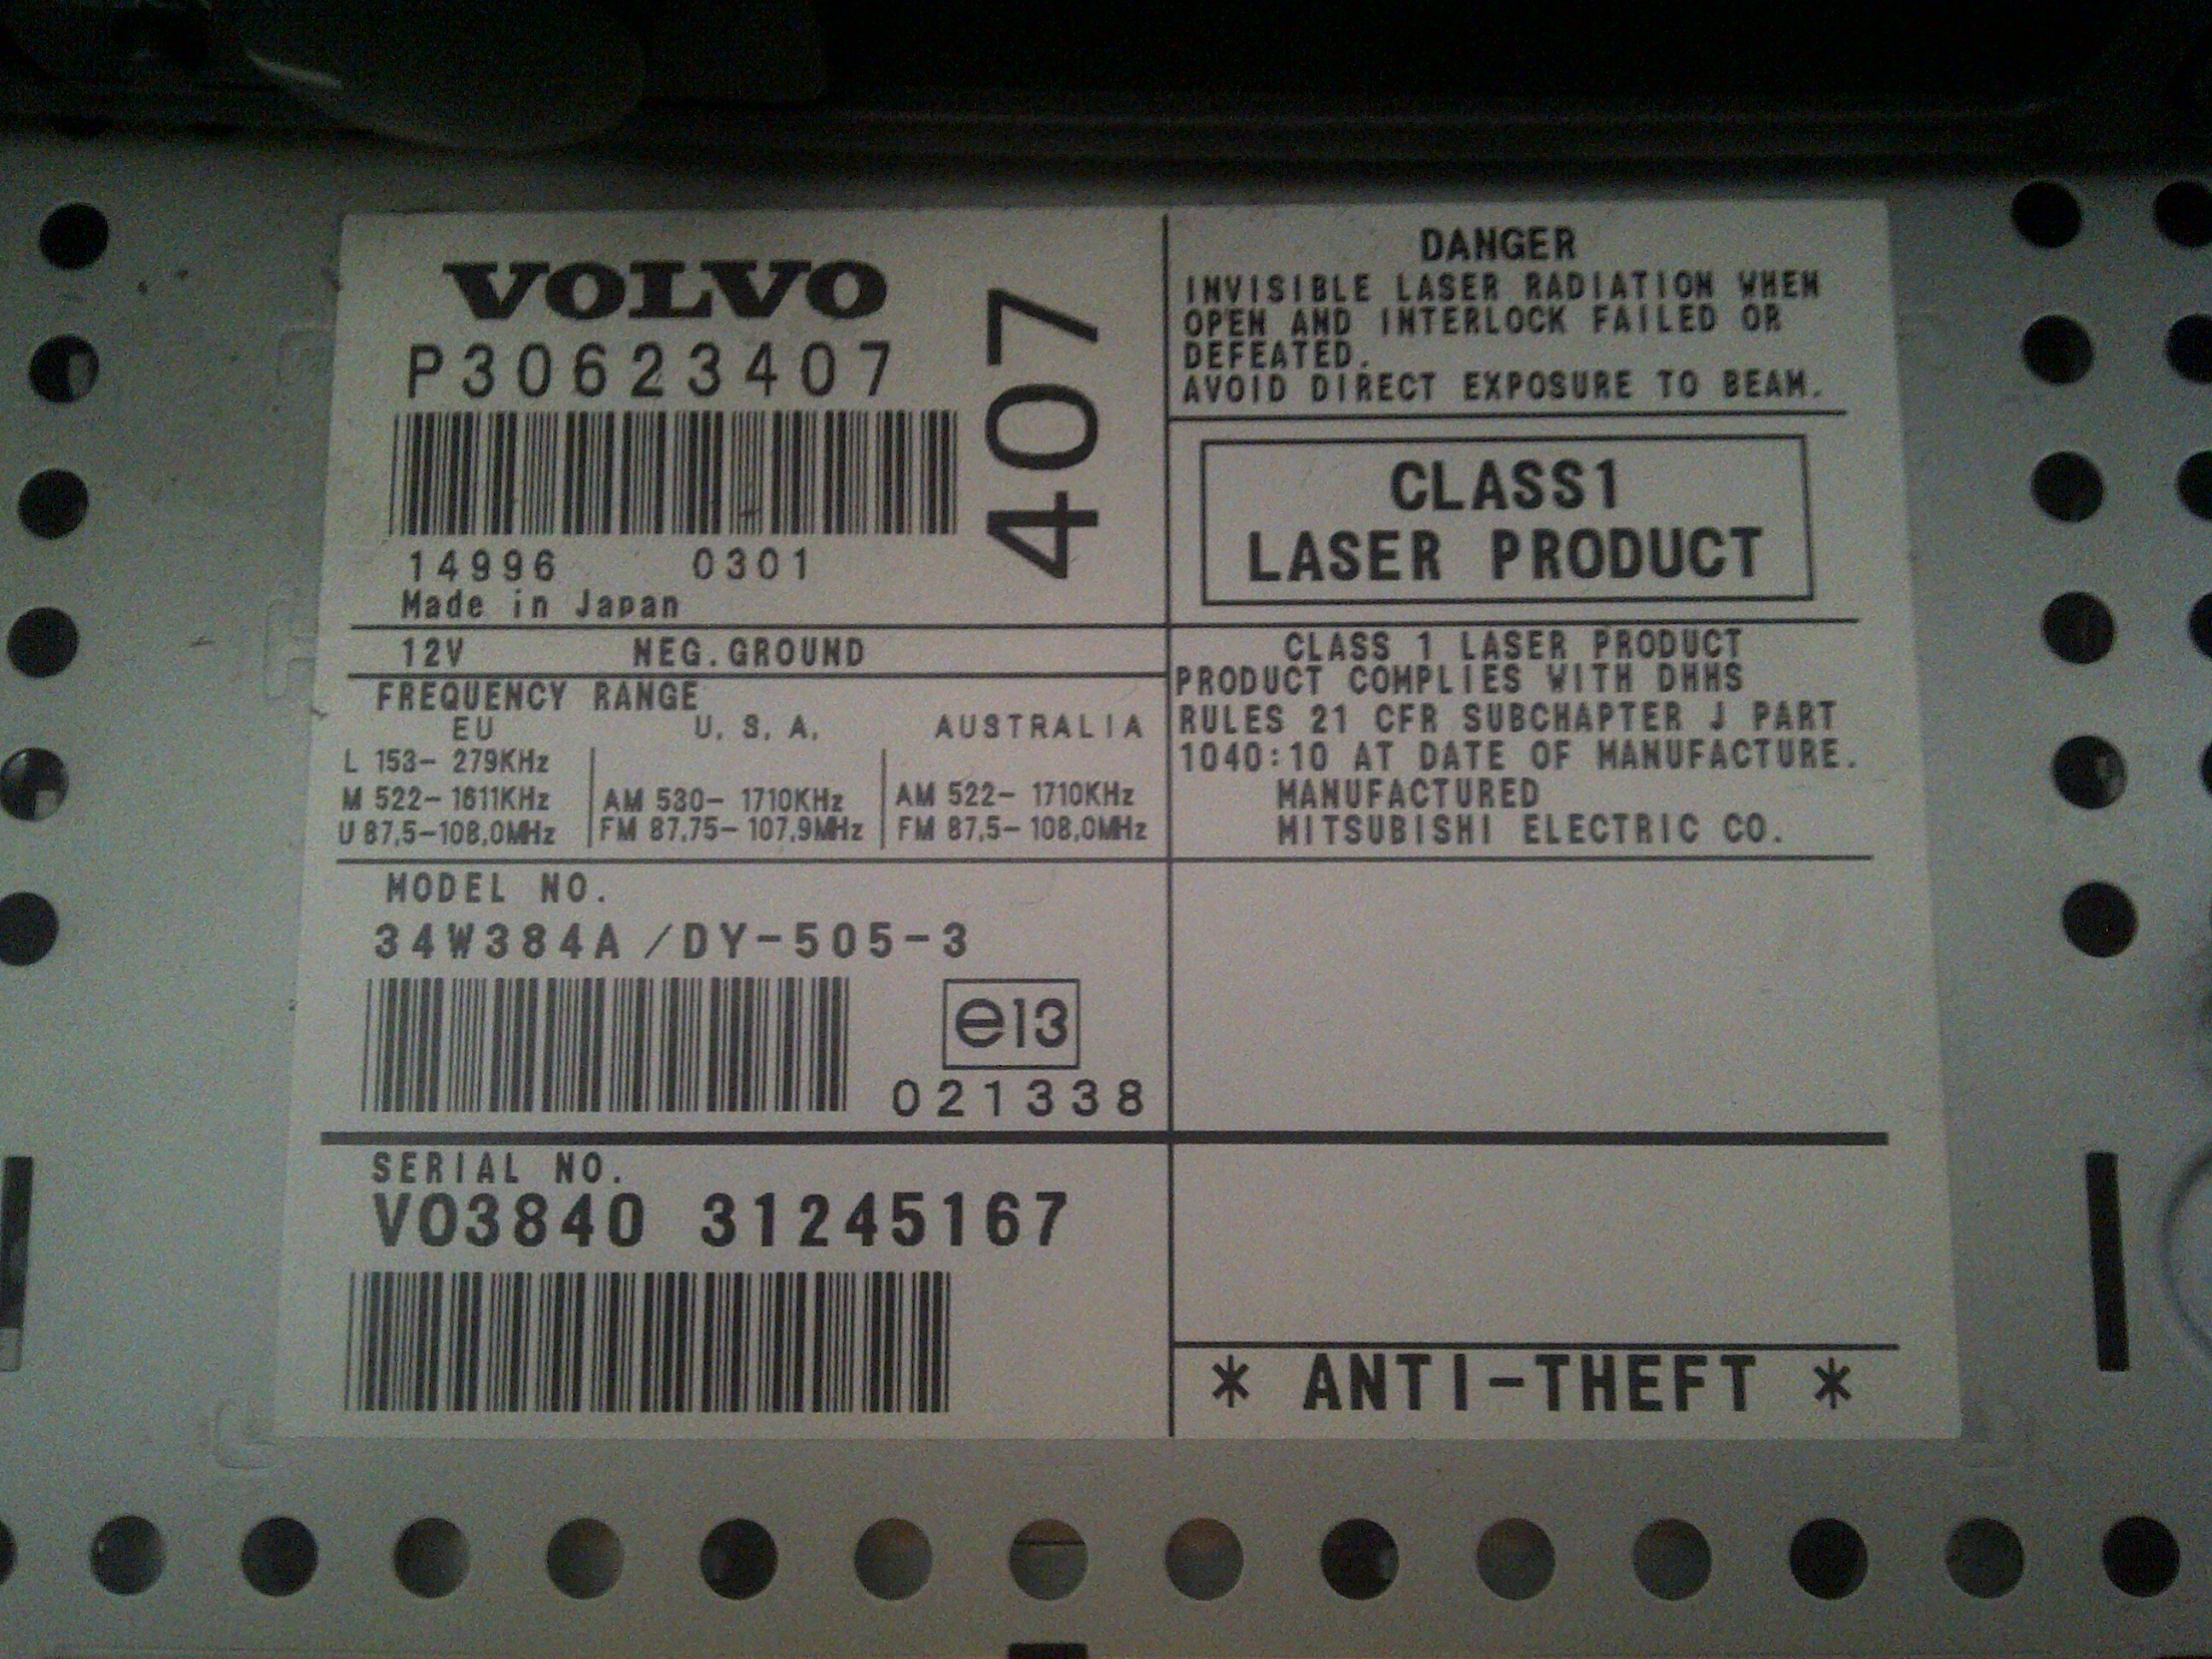 VOLVO
P30623407
407
14996 0301
Made in Japan
12V NEG.GROUND
FREQUENCY RANGE
EU U.S.A. AUSTRALIA
L 153- 279KHz
M 522- 1611KHz AM 530- 1710KHz AM 522- 1710KHz
U 87,5-108,0MHz FM 87,75- 107,9MHz FM 87,5- 108,0MHz
MODEL NO.
34W384A /DY-505-3
e13
021338
SERIAL NO.
VO3840 31245167
DANGER
INVISIBLE LASER RADIATION WHEN
OPEN AND INTERLOCK FAILED OR
DEFEATED.
AVOID DIRECT EXPOSURE TO BEAM.
CLASS1
LASER PRODUCT
CLASS 1 LASER PRODUCT
PRODUCT COMPLIES WITH DHHS
RULES 21 CFR SUBCHAPTER J PART
1040:10 AT DATE OF MANUFACTURE.
MANUFACTURED
MITSUBISHI ELECTRIC CO.
* ANTI-THEFT *